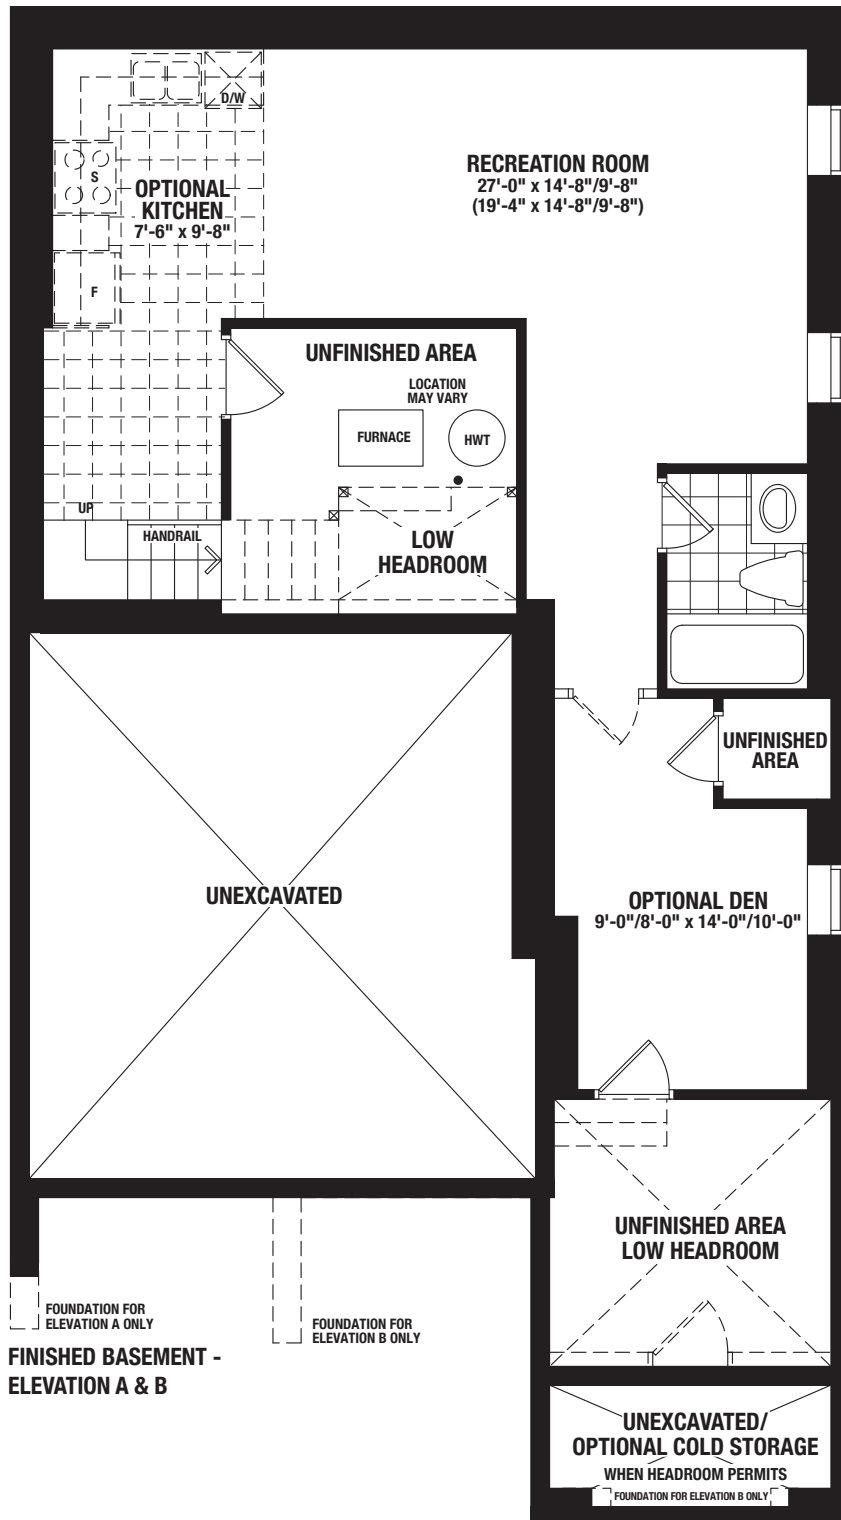 D/W
RECREATION ROOM
27'-0" x 14'-8"/9'-8"
(19'-4" x 14'-8"/9'-8")
S
OPTIONAL
KITCHEN
7'-6" x 9'-8"
F
UNFINISHED AREA
LOCATION
MAY VARY
FURNACE
HWT
UP
HANDRAIL
LOW
HEADROOM
UNFINISHED
AREA
UNEXCAVATED
OPTIONAL DEN
9'-0"/8'-0" x 14'-0"/10'-0"
UNFINISHED AREA
LOW HEADROOM
FOUNDATION FOR
ELEVATION A ONLY
FOUNDATION FOR
ELEVATION B ONLY
FINISHED BASEMENT -
ELEVATION A & B
UNEXCAVATED/
OPTIONAL COLD STORAGE
WHEN HEADROOM PERMITS
FOUNDATION FOR ELEVATION B ONLY